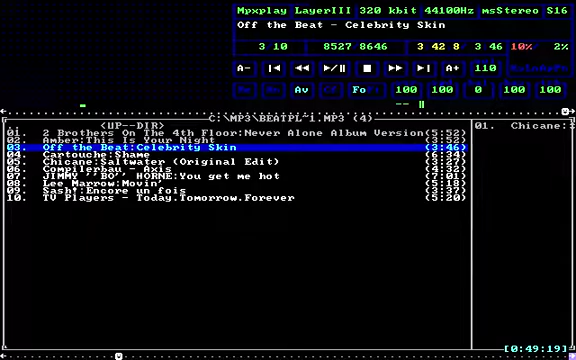 Mpxplay LayerIII 320 kbit 44100Hz msStereo S16
Off the Beat - Celebrity Skin
3/10 8527 8646 3 42 8 3 46 10% 2%
A- A+ 110
Av Fo 100 100 0 100 100
C:\MP3\BEATPL~1.MP3 (4)
<UP--DIR>
01. 2 Brothers On The 4th Floor:Never Alone Album Version(5:52)
Amber:This Is Your Night (3:52)
03. Off the Beat:Celebrity Skin (3:46)
04. Cartouche:Shame (6:34)
05. Chicane:Saltwater (Original Edit) (3:27)
06. Compilerbau - Axis (4:32)
07. JIMMY ''BO'' HORNE:You get me hot (7:01)
08. Lee Marrow:Movin' (5:18)
09. Sash!:Encore un fois (3:37)
10. TV Players - Today.Tomorrow.Forever (5:20)
01. Chicane:S
[0:49:19]